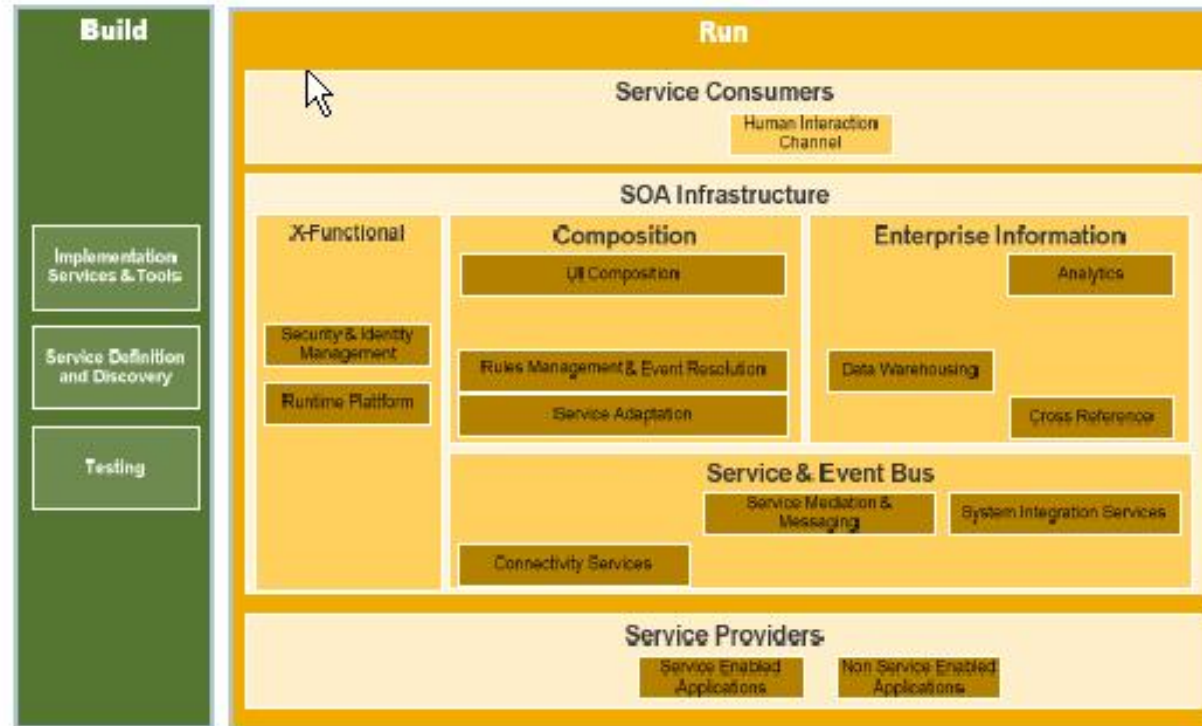 Build
Implementation
Services & Tools
Service Definition
and Discovery
Testing
Run
Service Consumers
Human Interaction
Channel
SOA Infrastructure
X-Functional
Security & Identity
Management
Runtime Plattform
Composition
UI Composition
Rules Management & Event Resolution
Service Adaptation
Enterprise Information
Analytics
Data Warehousing
Cross Reference
Service & Event Bus
Service Mediation &
Messaging
System Integration Services
Connectivity Services
Service Providers
Service Enabled
Applications
Non Service Enabled
Applications